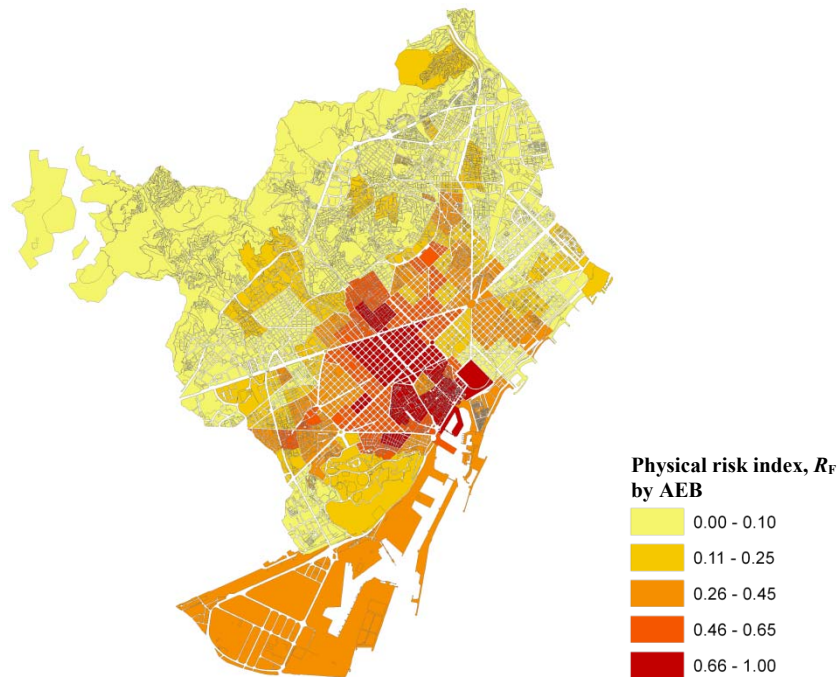 Physical risk index, RF
by AEB
0.00 - 0.10
0.11 - 0.25
0.26 - 0.45
0.46 - 0.65
0.66 - 1.00